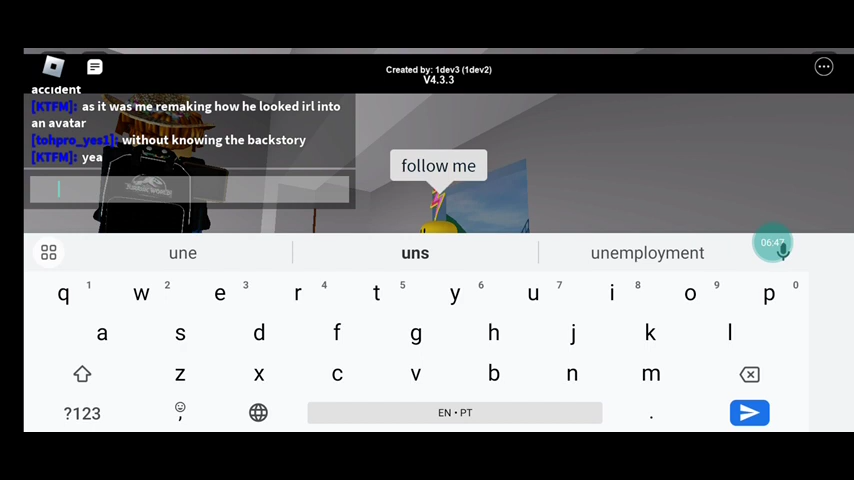 Created by: 1dev3 (1dev2)
V4.3.3
accident
[KTFM]: as it was me remaking how he looked irl into
an avatar
[tohpro_yes1]: without knowing the backstory
[KTFM]: yea
follow me
06:47
une uns unemployment
q 1 w 2 e 3 r 4 t 5 y 6 u 7 i 8 o 9 p 0
a s d f g h j k l
z x c v b n m
?123 , EN • PT .